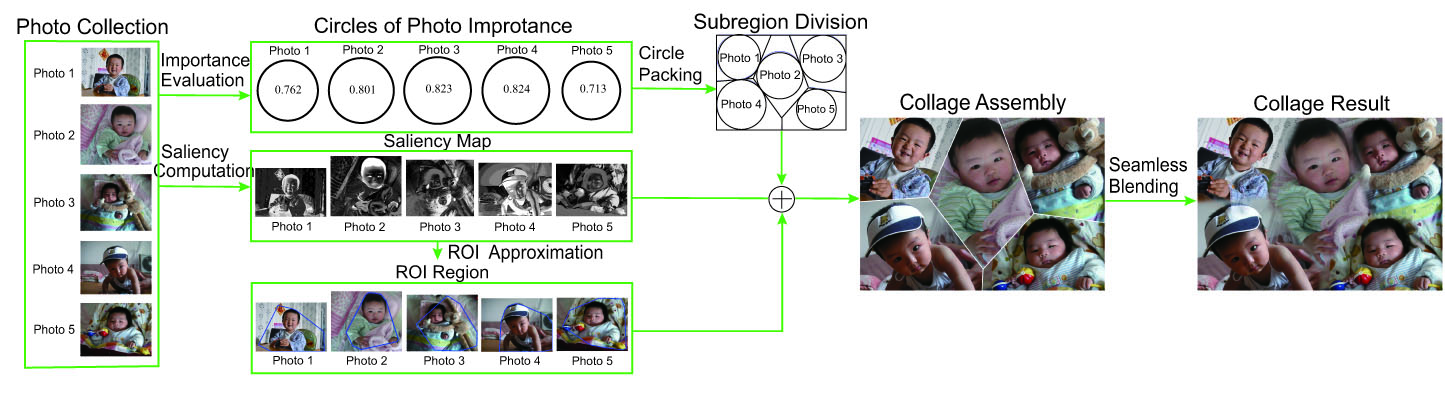 Photo Collection
Photo 1
Photo 2
Photo 3
Photo 4
Photo 5
Importance
Evaluation
Saliency
Computation
Circles of Photo Improtance
Photo 1
Photo 2
Photo 3
Photo 4
Photo 5
0.762
0.801
0.823
0.824
0.713
Saliency Map
Photo 1
Photo 2
Photo 3
Photo 4
Photo 5
ROI Approximation
ROI Region
Photo 1
Photo 2
Photo 3
Photo 4
Photo 5
Circle
Packing
Subregion Division
Photo 1
Photo 2
Photo 3
Photo 4
Photo 5
Collage Assembly
Seamless
Blending
Collage Result